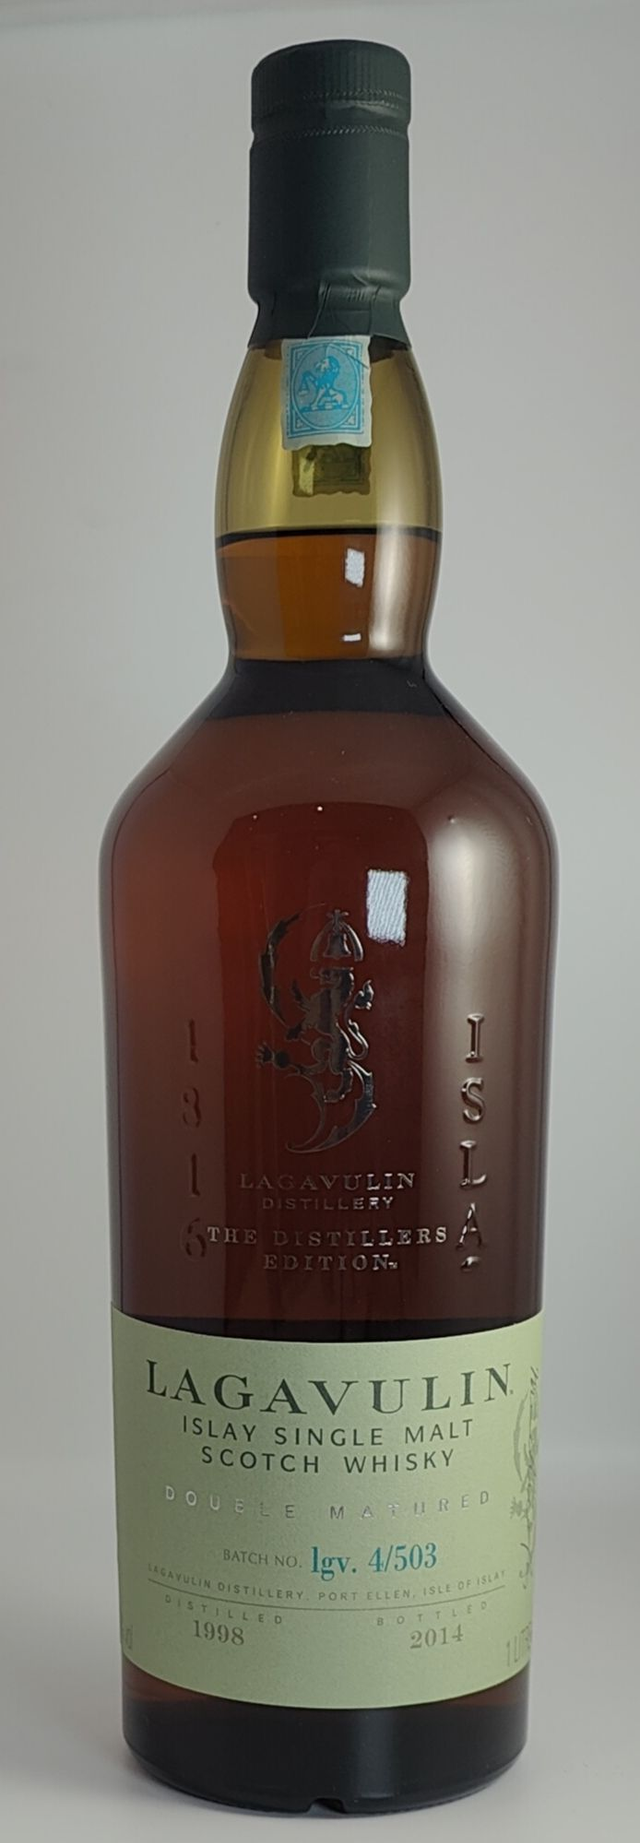 1816
ISLAY
LAGAVULIN
DISTILLERY
THE DISTILLERS
EDITION™
LAGAVULIN
ISLAY SINGLE MALT
SCOTCH WHISKY
DOUBLE MATURED
BATCH NO. lgv. 4/503
LAGAVULIN DISTILLERY, PORT ELLEN, ISLE OF ISLAY
DISTILLED BOTTLED
1998 2014